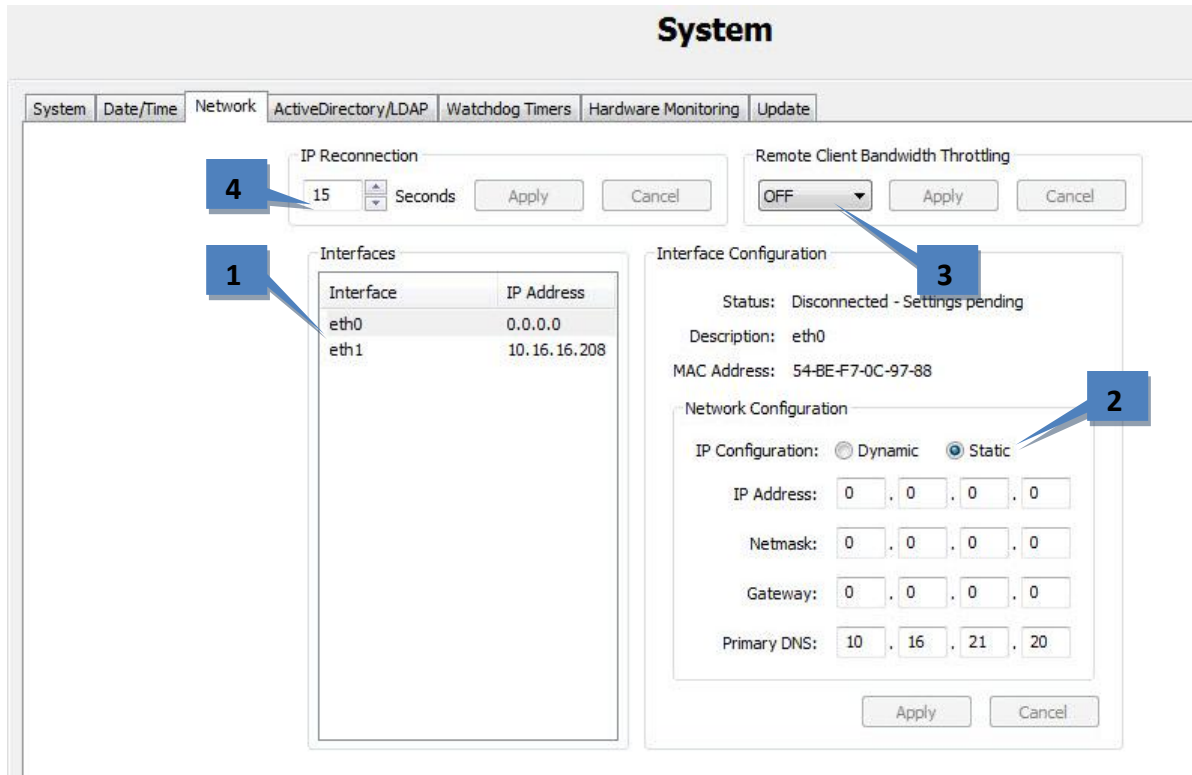 System
System Date/Time Network ActiveDirectory/LDAP Watchdog Timers Hardware Monitoring Update
IP Reconnection
4
15 Seconds Apply Cancel
Remote Client Bandwidth Throttling
OFF Apply Cancel
3
Interfaces
1
Interface IP Address
eth0 0.0.0.0
eth1 10.16.16.208
Interface Configuration
Status: Disconnected - Settings pending
Description: eth0
MAC Address: 54-BE-F7-0C-97-88
Network Configuration
2
IP Configuration: Dynamic Static
IP Address: 0 . 0 . 0 . 0
Netmask: 0 . 0 . 0 . 0
Gateway: 0 . 0 . 0 . 0
Primary DNS: 10 . 16 . 21 . 20
Apply Cancel